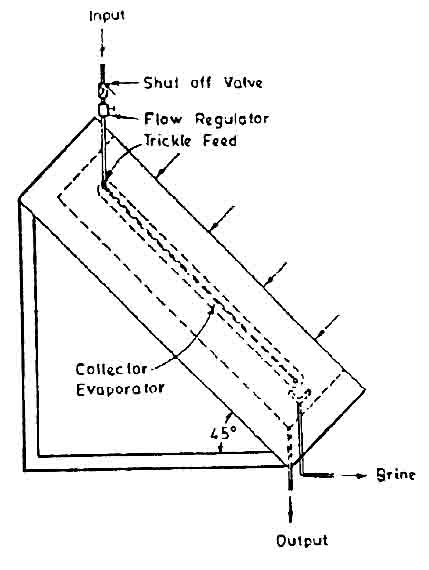 Input
Shut off Valve
Flow Regulator
Trickle Feed
Collector
Evaporator
45°
Brine
Output